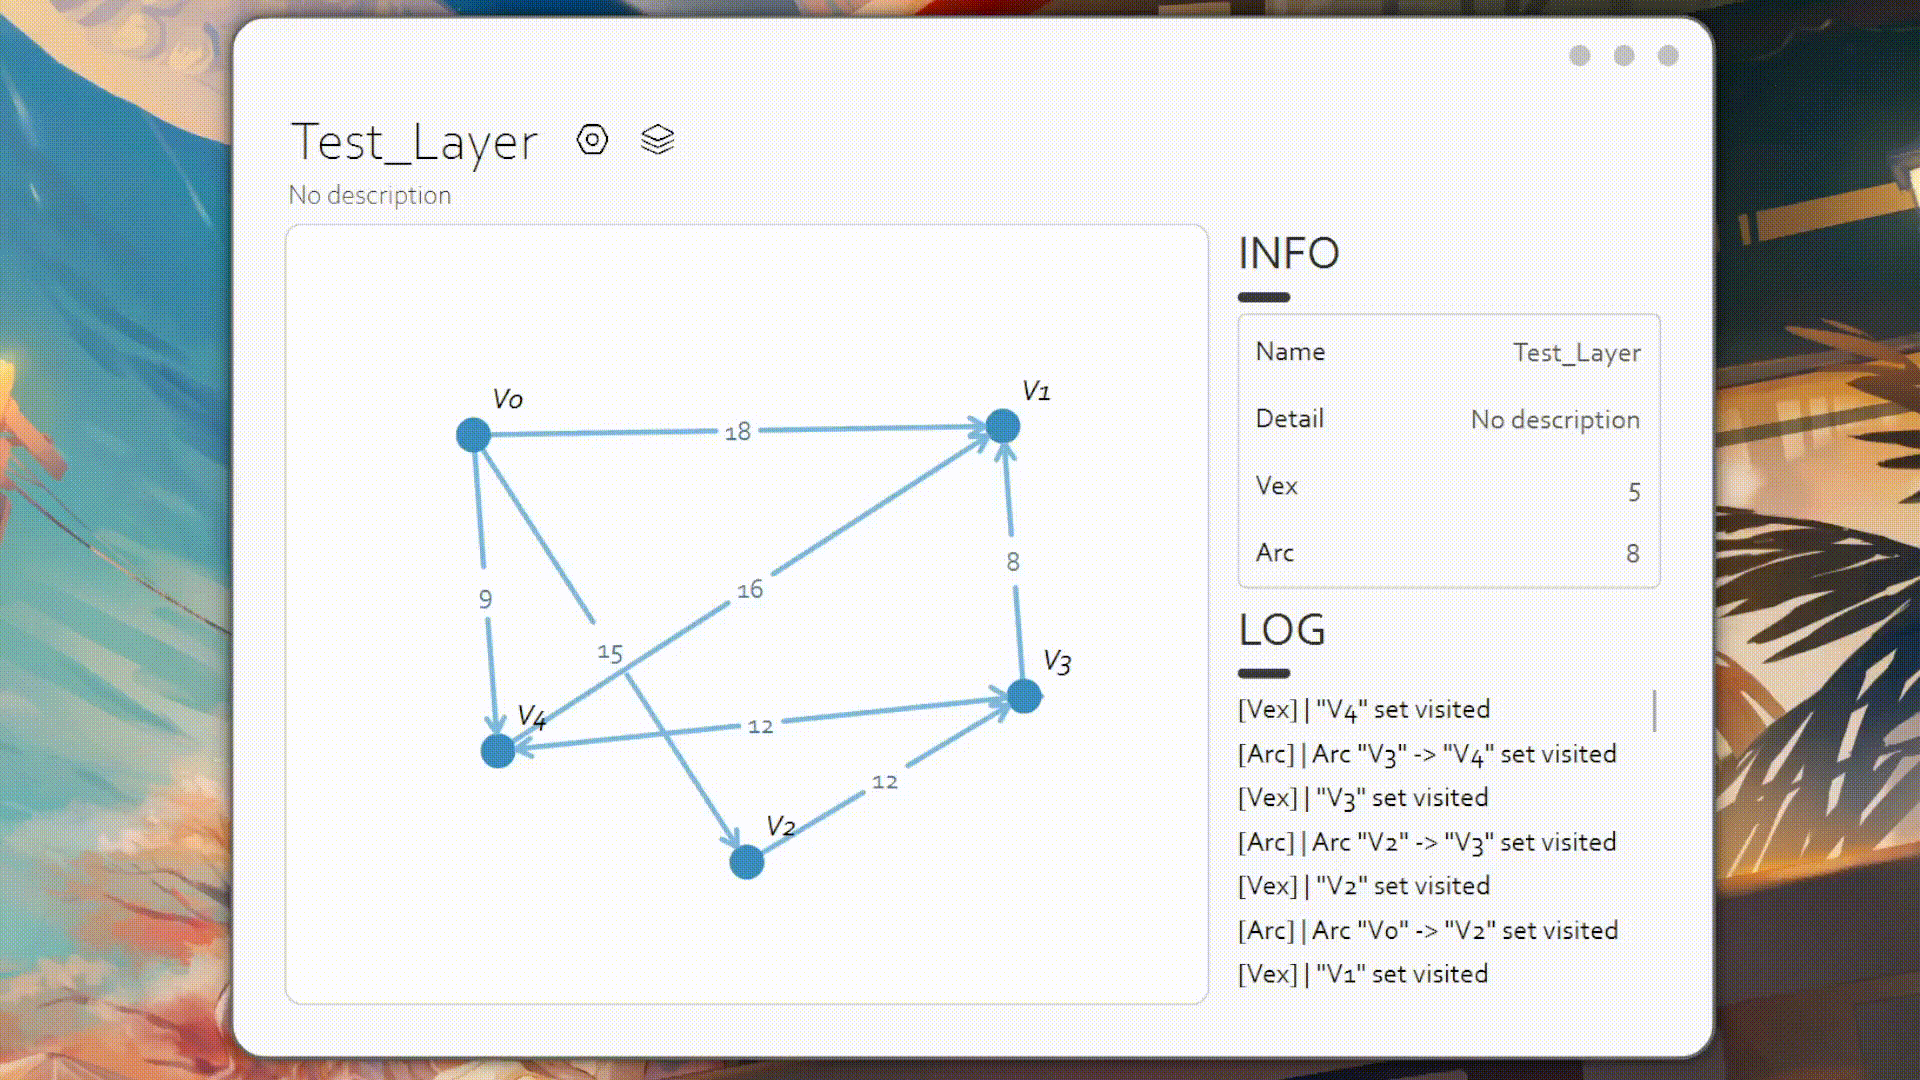 Test_Layer
No description
V0
V1
18
9
16
8
15
V3
V4
12
12
V2
INFO
Name Test_Layer
Detail No description
Vex 5
Arc 8
LOG
[Vex] | "V4" set visited
[Arc] | Arc "V3" -> "V4" set visited
[Vex] | "V3" set visited
[Arc] | Arc "V2" -> "V3" set visited
[Vex] | "V2" set visited
[Arc] | Arc "V0" -> "V2" set visited
[Vex] | "V1" set visited